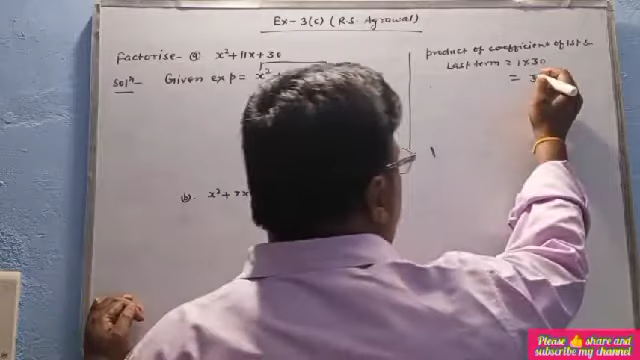 Ex-3(c) (R.S. Agrawal)
Factorise- @ x²+11x+30
Solⁿ- Given exp = x²
(b). x²+
product of coefficient of 1st &
Last term = 1×30
= 3
Please 👍 share and
subscribe my channel